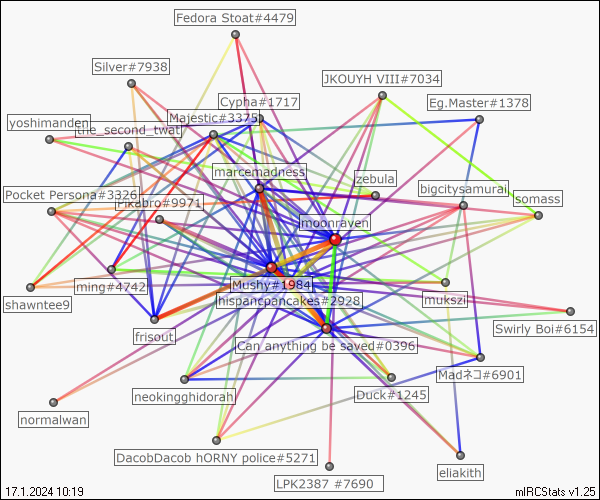 Fedora Stoat#4479
Silver#7938
JKOUYH VIII#7034
Cypha#1717
Eg.Master#1378
Majestic#3375
yoshimanden
the_second_twat
marcemadness
zebula
bigcitysamurai
Pocket Persona#3326
Pikabro#9971
somass
moonraven
ming#4742
Mushy#1984
shawntee9
hispancpancakes#2928
mukszi
frisout
Swirly Boi#6154
Can anything be saved#0396
Madネコ#6901
neokingghidorah
Duck#1245
normalwan
DacobDacob hORNY police#5271
eliakith
LPK2387 #7690
17.1.2024 10:19
mIRCStats v1.25